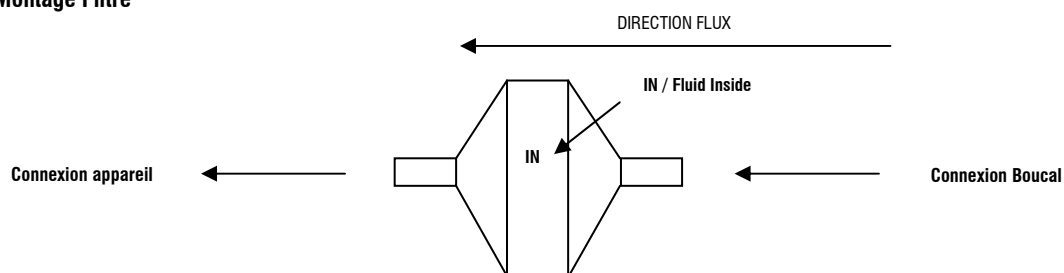 Montage Filtre
DIRECTION FLUX
IN / Fluid Inside
IN
Connexion appareil
Connexion Boucal